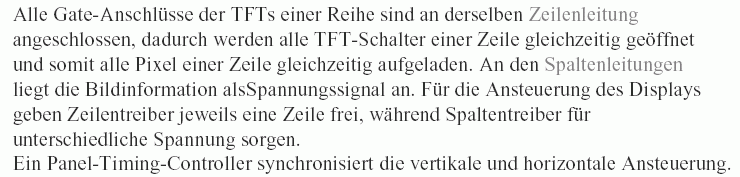 Alle Gate-Anschlüsse der TFTs einer Reihe sind an derselben Zeilenleitung
angeschlossen, dadurch werden alle TFT-Schalter einer Zeile gleichzeitig geöffnet
und somit alle Pixel einer Zeile gleichzeitig aufgeladen. An den Spaltenleitungen
liegt die Bildinformation alsSpannungssignal an. Für die Ansteuerung des Displays
geben Zeilentreiber jeweils eine Zeile frei, während Spaltentreiber für
unterschiedliche Spannung sorgen.
Ein Panel-Timing-Controller synchronisiert die vertikale und horizontale Ansteuerung.